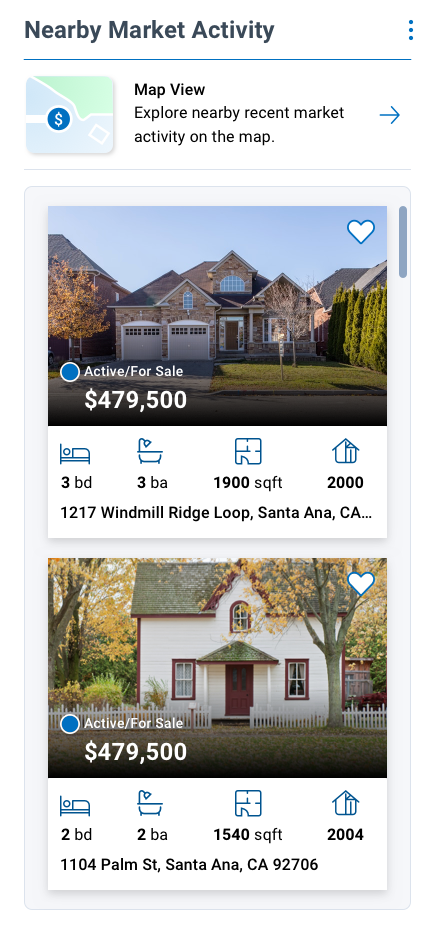 Nearby Market Activity
Map View
Explore nearby recent market
activity on the map.
$
Active/For Sale
$479,500
3 bd 3 ba 1900 sqft 2000
1217 Windmill Ridge Loop, Santa Ana, CA...
Active/For Sale
$479,500
2 bd 2 ba 1540 sqft 2004
1104 Palm St, Santa Ana, CA 92706